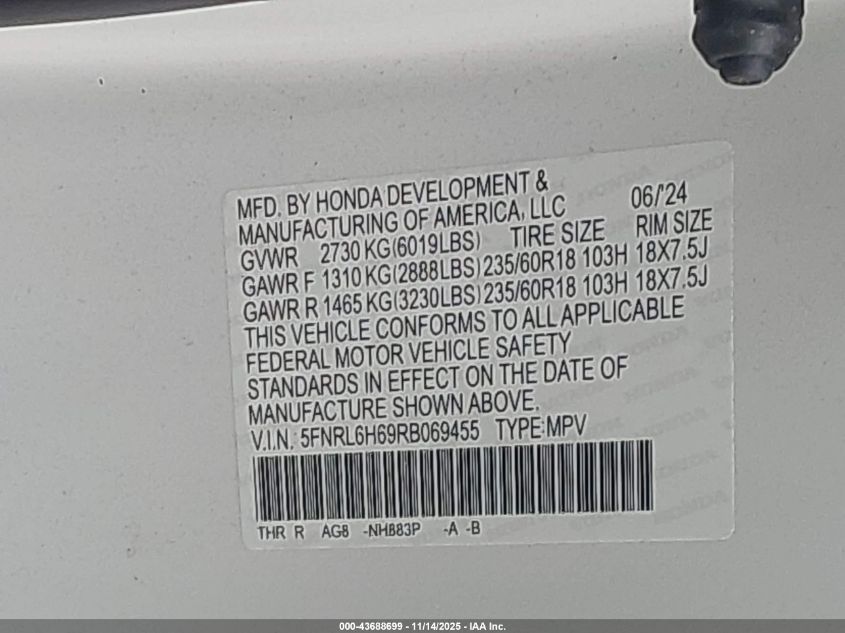 MFD. BY HONDA DEVELOPMENT &
MANUFACTURING OF AMERICA, LLC 06/'24
GVWR 2730 KG(6019LBS) TIRE SIZE RIM SIZE
GAWR F 1310 KG(2888LBS) 235/60R18 103H 18X7.5J
GAWR R 1465 KG(3230LBS) 235/60R18 103H 18X7.5J
THIS VEHICLE CONFORMS TO ALL APPLICABLE
FEDERAL MOTOR VEHICLE SAFETY
STANDARDS IN EFFECT ON THE DATE OF
MANUFACTURE SHOWN ABOVE.
V.I.N. 5FNRL6H69RB069455 TYPE:MPV
THR R AG8 -NH883P -A -B
000-43688699 - 11/14/2025 - IAA Inc.